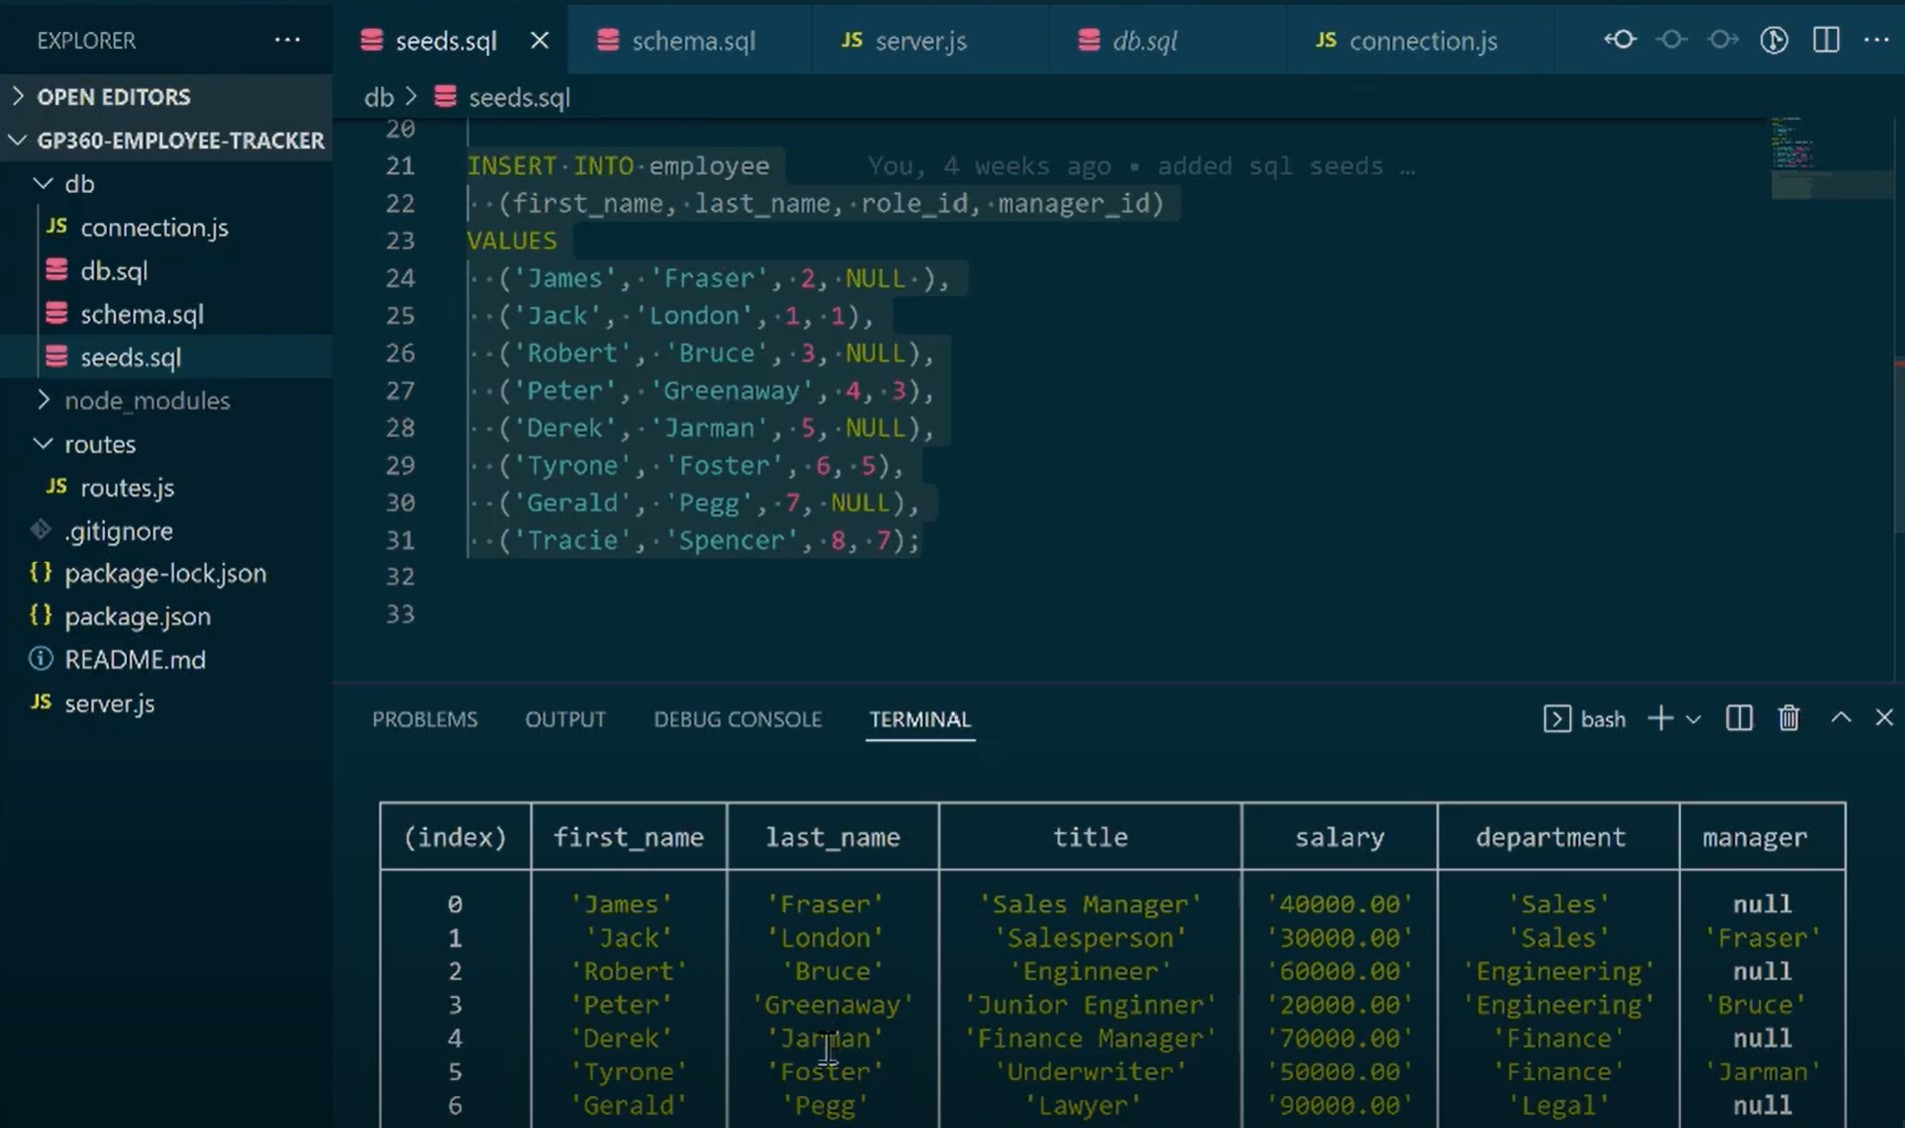 EXPLORER
seeds.sql
schema.sql
JS server.js
db.sql
JS connection.js
OPEN EDITORS
GP360-EMPLOYEE-TRACKER
db
JS connection.js
db.sql
schema.sql
seeds.sql
node_modules
routes
JS routes.js
.gitignore
{} package-lock.json
{} package.json
README.md
JS server.js
db > seeds.sql
20
21 INSERT INTO employee You, 4 weeks ago • added sql seeds …
22 (first_name, last_name, role_id, manager_id)
23 VALUES
24 ('James', 'Fraser', 2, NULL ),
25 ('Jack', 'London', 1, 1),
26 ('Robert', 'Bruce', 3, NULL),
27 ('Peter', 'Greenaway', 4, 3),
28 ('Derek', 'Jarman', 5, NULL),
29 ('Tyrone', 'Foster', 6, 5),
30 ('Gerald', 'Pegg', 7, NULL),
31 ('Tracie', 'Spencer', 8, 7);
32
33
PROBLEMS OUTPUT DEBUG CONSOLE TERMINAL bash
(index) first_name last_name title salary department manager
0 'James' 'Fraser' 'Sales Manager' '40000.00' 'Sales' null
1 'Jack' 'London' 'Salesperson' '30000.00' 'Sales' 'Fraser'
2 'Robert' 'Bruce' 'Enginneer' '60000.00' 'Engineering' null
3 'Peter' 'Greenaway' 'Junior Enginner' '20000.00' 'Engineering' 'Bruce'
4 'Derek' 'Jarman' 'Finance Manager' '70000.00' 'Finance' null
5 'Tyrone' 'Foster' 'Underwriter' '50000.00' 'Finance' 'Jarman'
6 'Gerald' 'Pegg' 'Lawyer' '90000.00' 'Legal' null